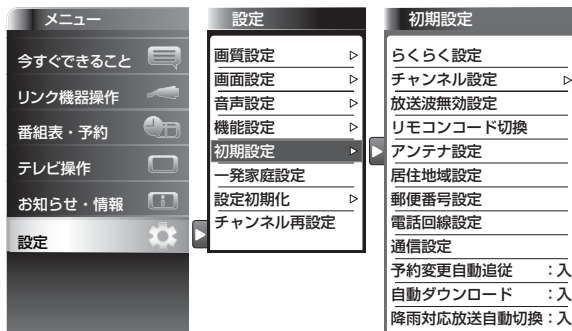 メニュー
今すぐできること
リンク機器操作
番組表・予約
テレビ操作
お知らせ・情報
設定
設定
画質設定
画面設定
音声設定
機能設定
初期設定
一発家庭設定
設定初期化
チャンネル再設定
初期設定
らくらく設定
チャンネル設定
放送波無効設定
リモコンコード切換
アンテナ設定
居住地域設定
郵便番号設定
電話回線設定
通信設定
予約変更自動追従 :入
自動ダウンロード :入
降雨対応放送自動切換:入